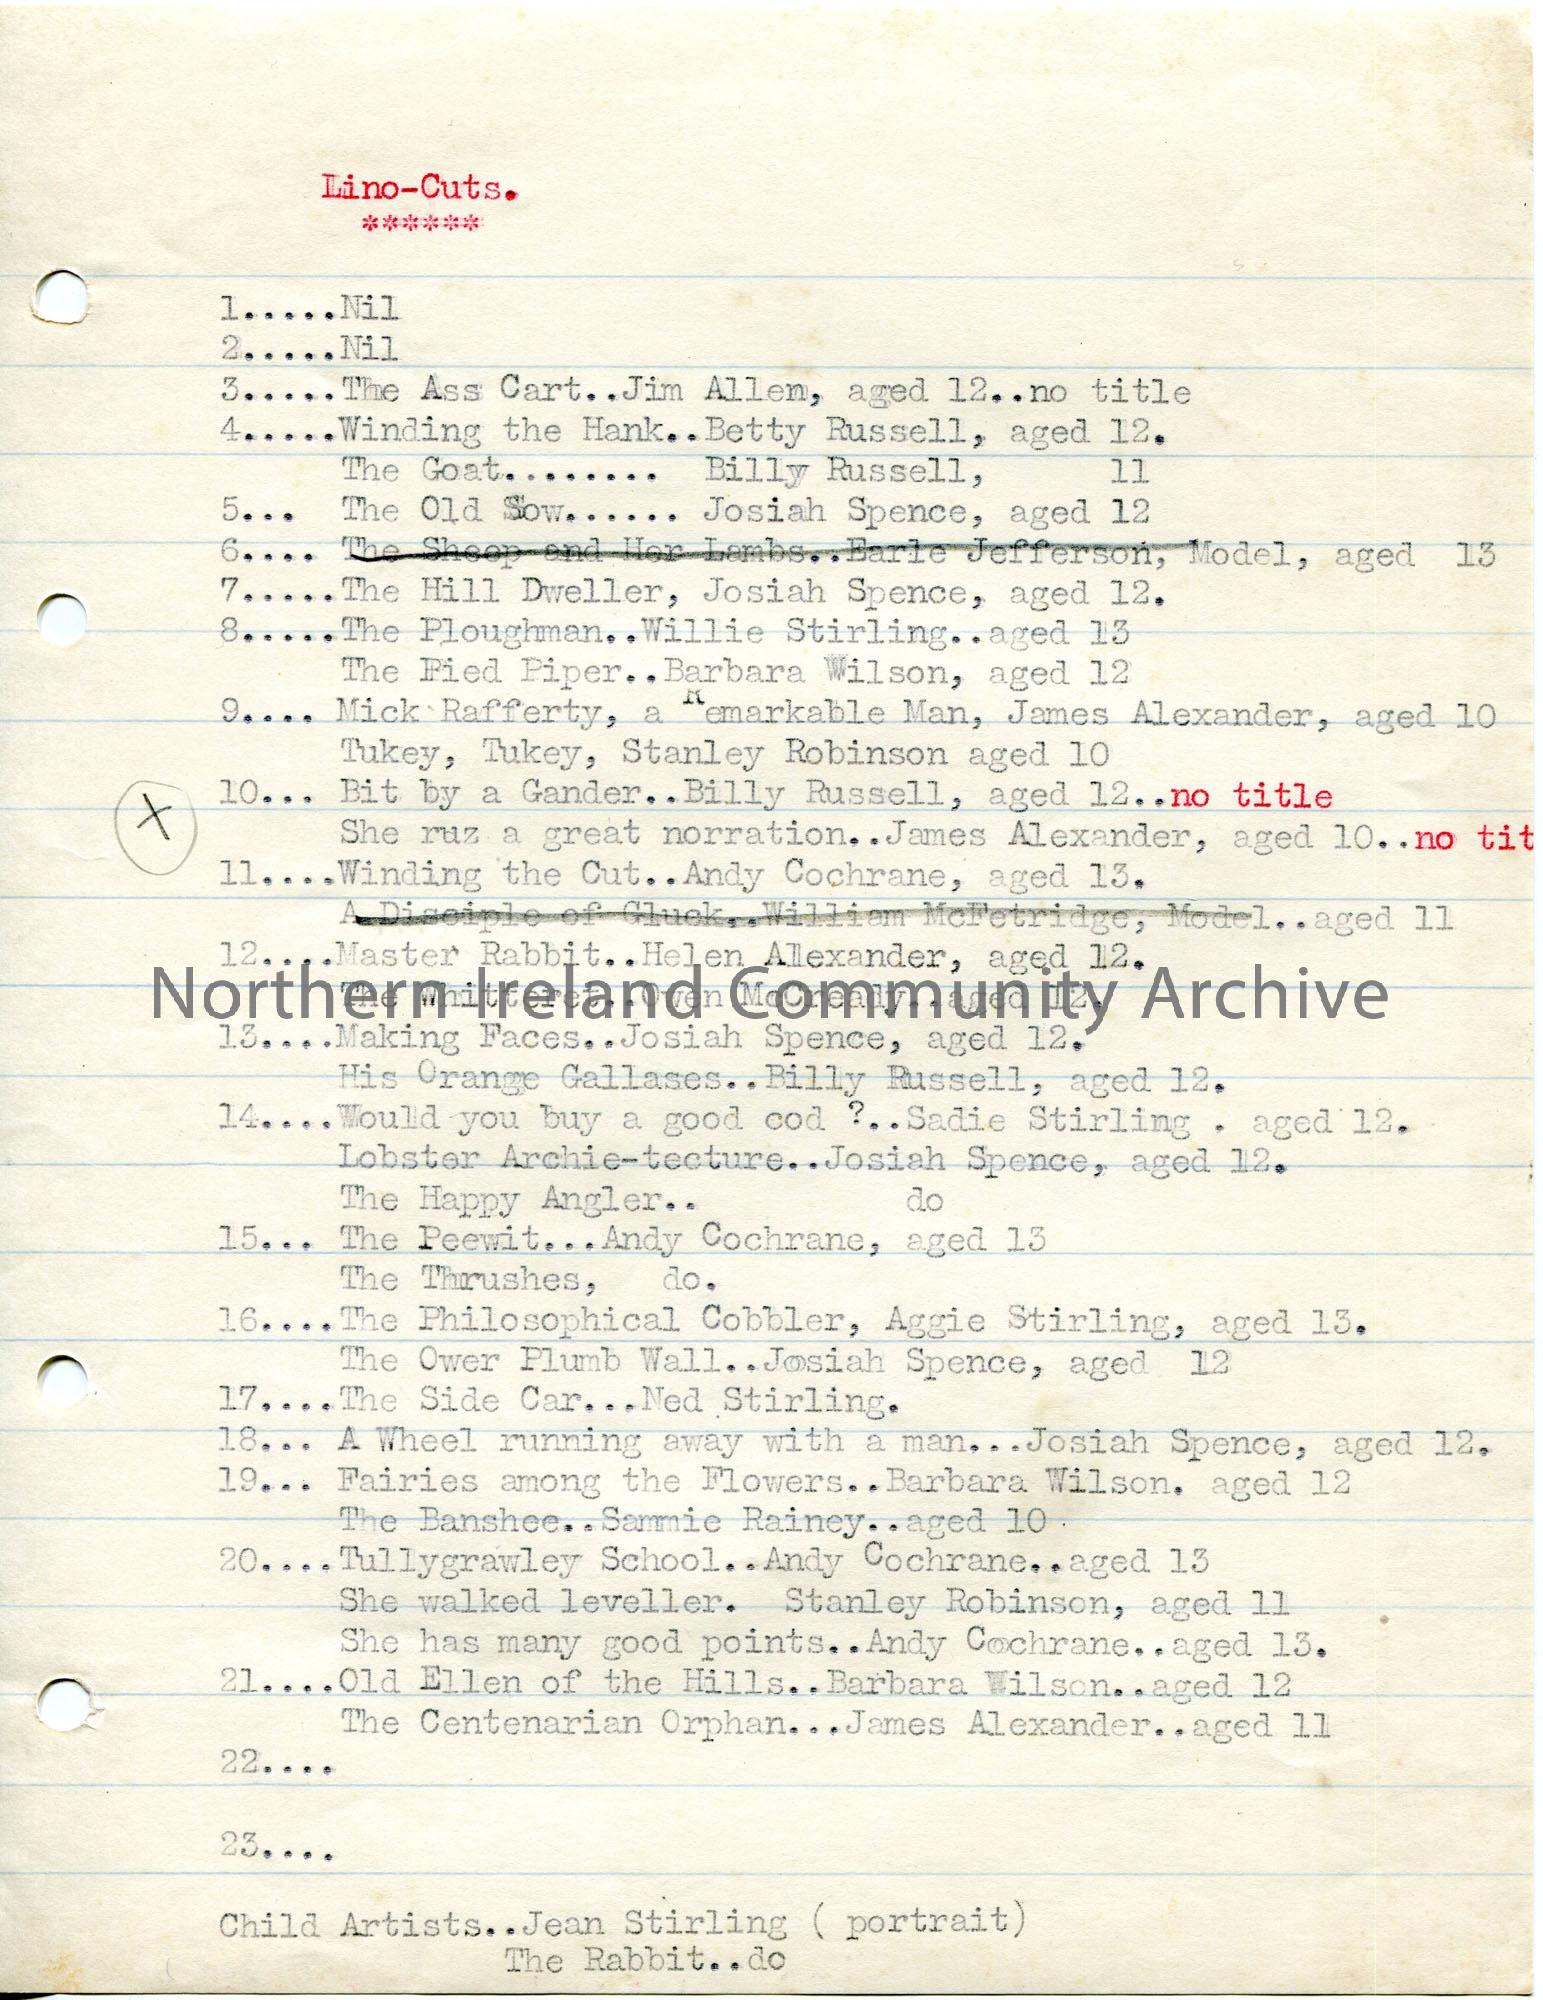 Lino-Cuts.
******
1.....Nil
2.....Nil
3.....The Ass Cart..Jim Allen, aged 12..no title
4.....Winding the Hank..Betty Russell, aged 12.
The Goat........ Billy Russell, 11
5... The Old Sow...... Josiah Spence, aged 12
6.... The Sheep and Her Lambs..Earle Jefferson, Model, aged 13
7.....The Hill Dweller, Josiah Spence, aged 12.
8.....The Ploughman..Willie Stirling..aged 13
The Pied Piper..Barbara Wilson, aged 12
9.... Mick Rafferty, a Remarkable Man, James Alexander, aged 10
Tukey, Tukey, Stanley Robinson aged 10
X
10... Bit by a Gander..Billy Russell, aged 12..no title
She ruz a great norration..James Alexander, aged 10..no tit
11....Winding the Cut..Andy Cochrane, aged 13.
A Disciple of Gluck..William McFetridge, Model..aged 11
12....Master Rabbit..Helen Alexander, aged 12.
The Whitteret..Owen McCready..aged 12.
Northern Ireland Community Archive
13....Making Faces..Josiah Spence, aged 12.
His Orange Gallases..Billy Russell, aged 12.
14....Would you buy a good cod ?..Sadie Stirling . aged 12.
Lobster Archie-tecture..Josiah Spence, aged 12.
The Happy Angler.. do
15... The Peewit...Andy Cochrane, aged 13
The Thrushes, do.
16....The Philosophical Cobbler, Aggie Stirling, aged 13.
The Ower Plumb Wall..Josiah Spence, aged 12
17....The Side Car...Ned Stirling.
18... A Wheel running away with a man...Josiah Spence, aged 12.
19... Fairies among the Flowers..Barbara Wilson. aged 12
The Banshee..Sammie Rainey..aged 10
20....Tullygrawley School..Andy Cochrane..aged 13
She walked leveller. Stanley Robinson, aged 11
She has many good points..Andy Cochrane..aged 13.
21....Old Ellen of the Hills..Barbara Wilson..aged 12
The Centenarian Orphan...James Alexander..aged 11
22....
23....
Child Artists..Jean Stirling ( portrait)
The Rabbit..do